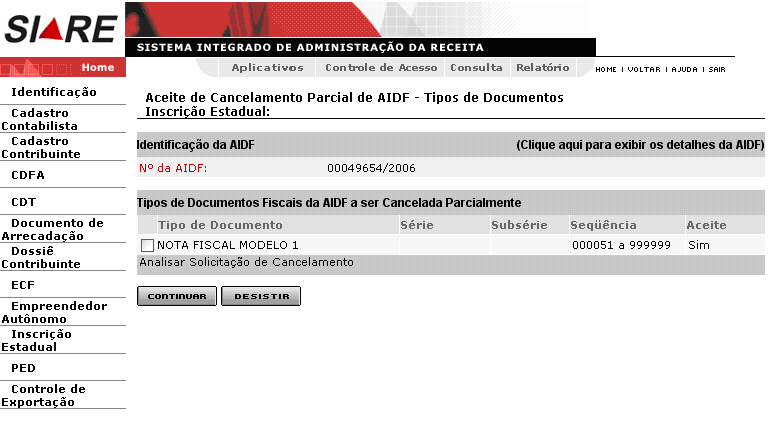 SIARE
SISTEMA INTEGRADO DE ADMINISTRAÇÃO DA RECEITA
Home
Aplicativos Controle de Acesso Consulta Relatório HOME | VOLTAR | AJUDA | SAIR
Identificação
Cadastro
Contabilista
Cadastro
Contribuinte
CDFA
CDT
Documento de
Arrecadação
Dossiê
Contribuinte
ECF
Empreendedor
Autônomo
Inscrição
Estadual
PED
Controle de
Exportação
Aceite de Cancelamento Parcial de AIDF - Tipos de Documentos
Inscrição Estadual:
Identificação da AIDF (Clique aqui para exibir os detalhes da AIDF)
Nº da AIDF: 00049654/2006
Tipos de Documentos Fiscais da AIDF a ser Cancelada Parcialmente
Tipo de Documento Série Subsérie Seqüência Aceite
NOTA FISCAL MODELO 1 000051 a 999999 Sim
Analisar Solicitação de Cancelamento
CONTINUAR DESISTIR